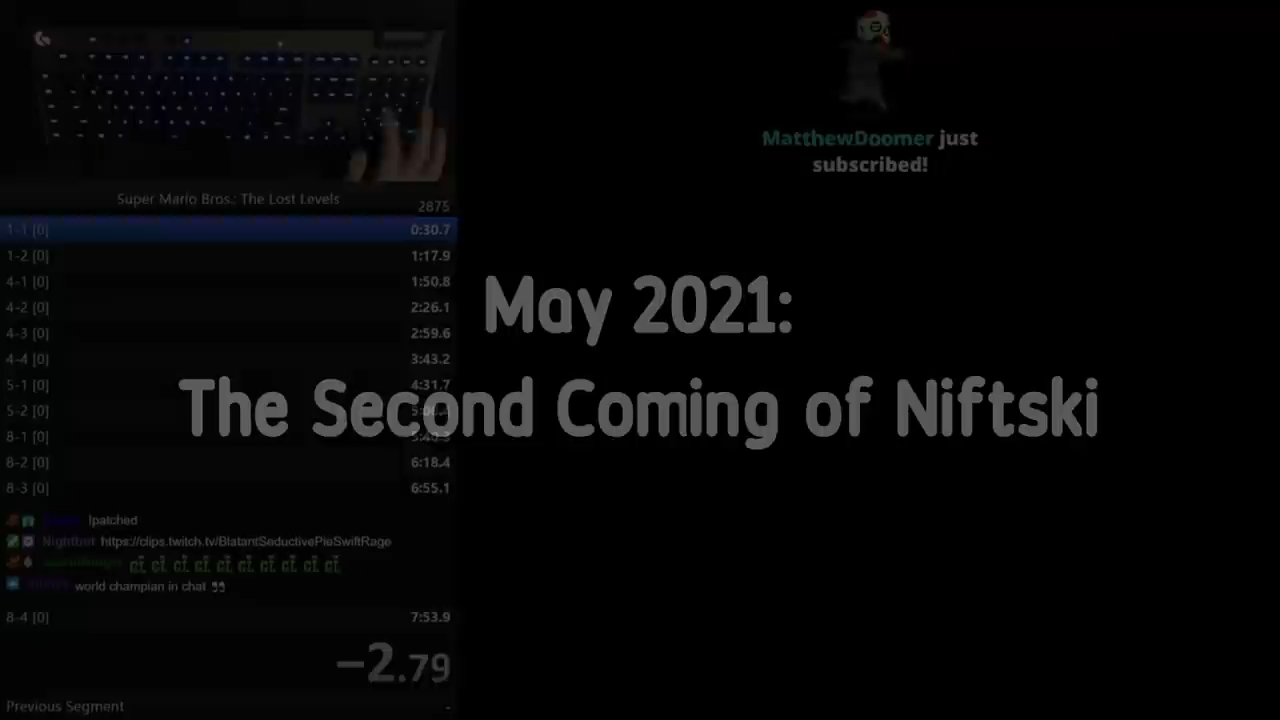 MatthewDoomer just
subscribed!
Super Mario Bros.: The Lost Levels
2875
1-1 [0] 0:30.7
1-2 [0] 1:17.9
4-1 [0] 1:50.8
4-2 [0] 2:26.1
4-3 [0] 2:59.6
4-4 [0] 3:43.2
5-1 [0] 4:31.7
5-2 [0]
8-1 [0]
8-2 [0] 6:18.4
8-3 [0] 6:55.1
May 2021:
The Second Coming of Niftski
!patched
Nightbot https://clips.twitch.tv/BlatantSeductivePieSwiftRage
world champian in chat
8-4 [0] 7:53.9
−2.79
Previous Segment -